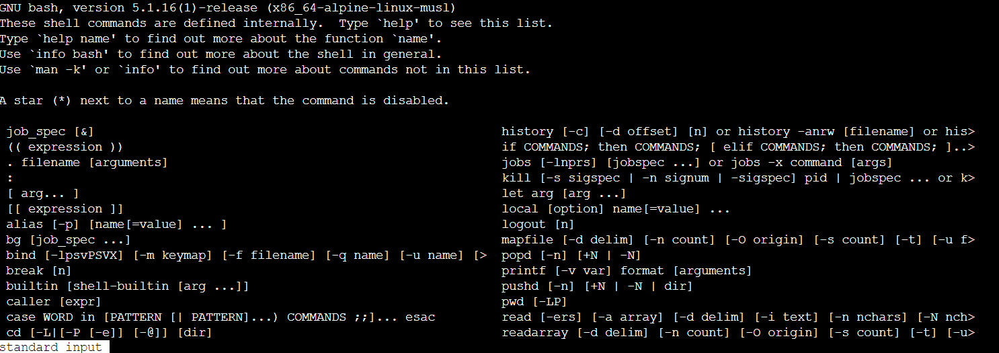 GNU bash, version 5.1.16(1)-release (x86_64-alpine-linux-musl)
These shell commands are defined internally.  Type `help' to see this list.
Type `help name' to find out more about the function `name'.
Use `info bash' to find out more about the shell in general.
Use `man -k' or `info' to find out more about commands not in this list.

A star (*) next to a name means that the command is disabled.

 job_spec [&]                                                                    history [-c] [-d offset] [n] or history -anrw [filename] or his>
 (( expression ))                                                                if COMMANDS; then COMMANDS; [ elif COMMANDS; then COMMANDS; ]..>
 . filename [arguments]                                                          jobs [-lnprs] [jobspec ...] or jobs -x command [args]
 :                                                                               kill [-s sigspec | -n signum | -sigspec] pid | jobspec ... or k>
 [ arg... ]                                                                      let arg [arg ...]
 [[ expression ]]                                                                local [option] name[=value] ...
 alias [-p] [name[=value] ... ]                                                  logout [n]
 bg [job_spec ...]                                                               mapfile [-d delim] [-n count] [-O origin] [-s count] [-t] [-u f>
 bind [-lpsvPSVX] [-m keymap] [-f filename] [-q name] [-u name] [>  popd [-n] [+N | -N]
 break [n]                                                                       printf [-v var] format [arguments]
 builtin [shell-builtin [arg ...]]                                               pushd [-n] [+N | -N | dir]
 caller [expr]                                                                   pwd [-LP]
 case WORD in [PATTERN [| PATTERN]...) COMMANDS ;;]... esac                      read [-ers] [-a array] [-d delim] [-i text] [-n nchars] [-N nch>
 cd [-L|[-P [-e]] [-@]] [dir]                                                    readarray [-d delim] [-n count] [-O origin] [-s count] [-t] [-u>
standard input